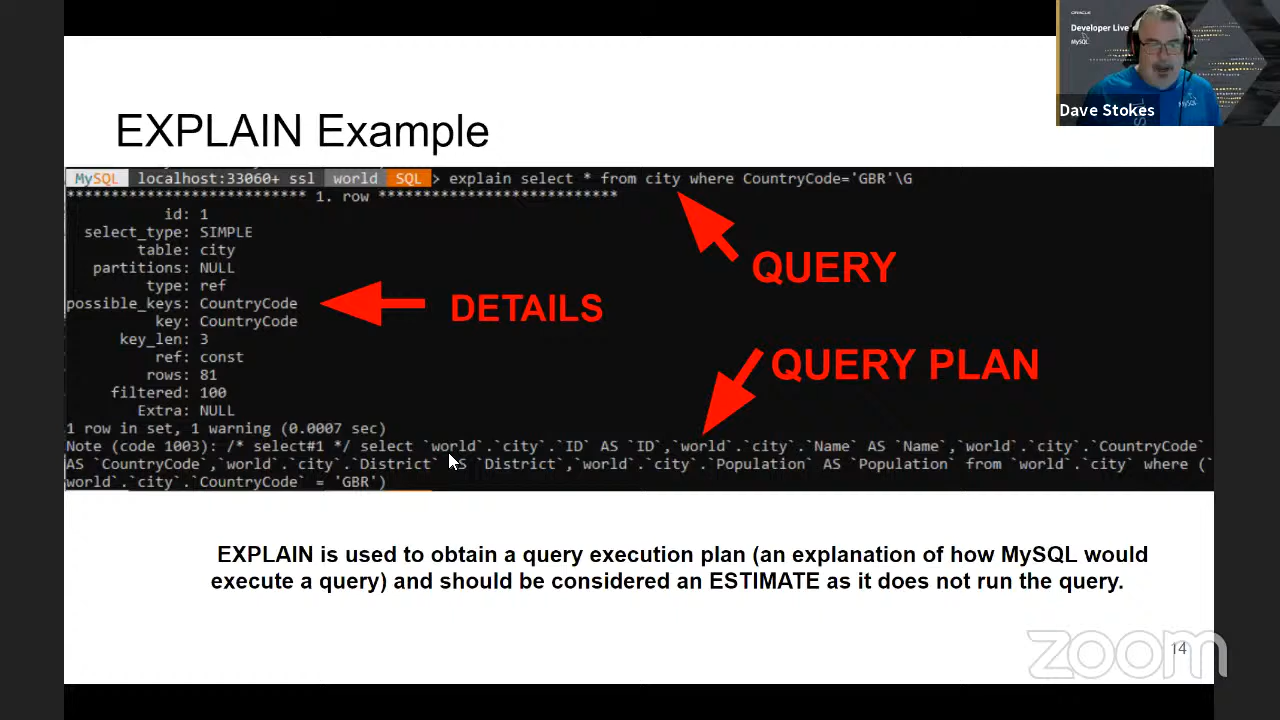 ORACLE
Developer Live
MySQL
Dave Stokes
EXPLAIN Example
MySQL localhost:33060+ ssl world SQL > explain select * from city where CountryCode='GBR'\G
*************************** 1. row ***************************
id: 1
select_type: SIMPLE
table: city
partitions: NULL
type: ref
possible_keys: CountryCode
key: CountryCode
key_len: 3
ref: const
rows: 81
filtered: 100
Extra: NULL
1 row in set, 1 warning (0.0007 sec)
Note (code 1003): /* select#1 */ select `world`.`city`.`ID` AS `ID`,`world`.`city`.`Name` AS `Name`,`world`.`city`.`CountryCode`
AS `CountryCode`,`world`.`city`.`District` AS `District`,`world`.`city`.`Population` AS `Population` from `world`.`city` where (`
world`.`city`.`CountryCode` = 'GBR')
QUERY
DETAILS
QUERY PLAN
EXPLAIN is used to obtain a query execution plan (an explanation of how MySQL would
execute a query) and should be considered an ESTIMATE as it does not run the query.
zoom
14